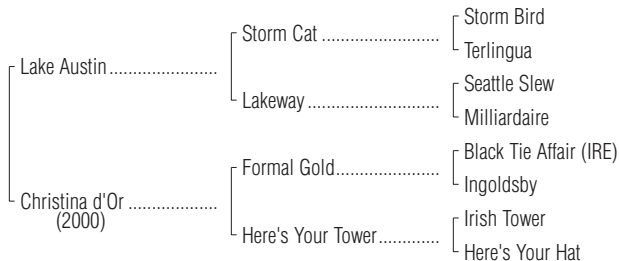 Storm Bird
Storm Cat ..........................
Terlingua
Lake Austin........................
Seattle Slew
Lakeway .............................
Milliardaire
Black Tie Affair (IRE)
Formal Gold.......................
Ingoldsby
Christina d'Or ....................
(2000)
Irish Tower
Here's Your Tower.............
Here's Your Hat